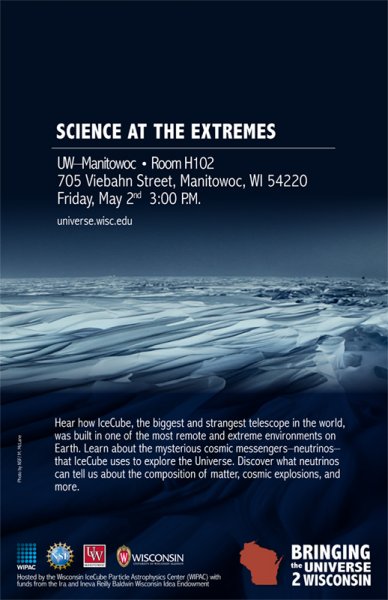 SCIENCE AT THE EXTREMES
UW–Manitowoc • Room H102
705 Viebahn Street, Manitowoc, WI 54220
Friday, May 2nd 3:00 P.M.
universe.wisc.edu
Hear how IceCube, the biggest and strangest telescope in the world,
was built in one of the most remote and extreme environments on
Earth. Learn about the mysterious cosmic messengers—neutrinos—
that IceCube uses to explore the Universe. Discover what neutrinos
can tell us about the composition of matter, cosmic explosions, and
more.
WIPAC
NSF
UW
WISCONSIN
Hosted by the Wisconsin IceCube Particle Astrophysics Center (WIPAC) with
funds from the Ira and Ineva Reilly Baldwin Wisconsin Idea Endowment
BRINGING
the UNIVERSE
2 WISCONSIN